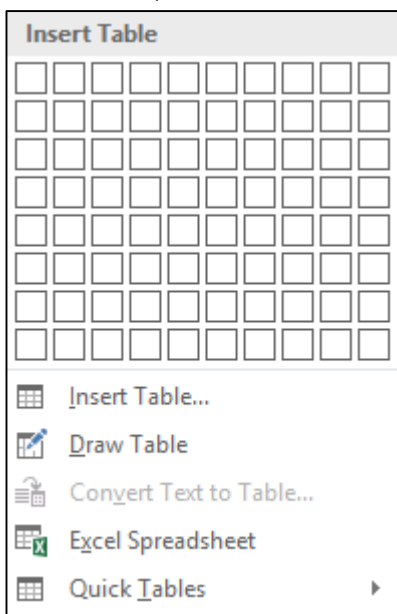 Insert Table
Insert Table...
Draw Table
Convert Text to Table...
Excel Spreadsheet
Quick Tables